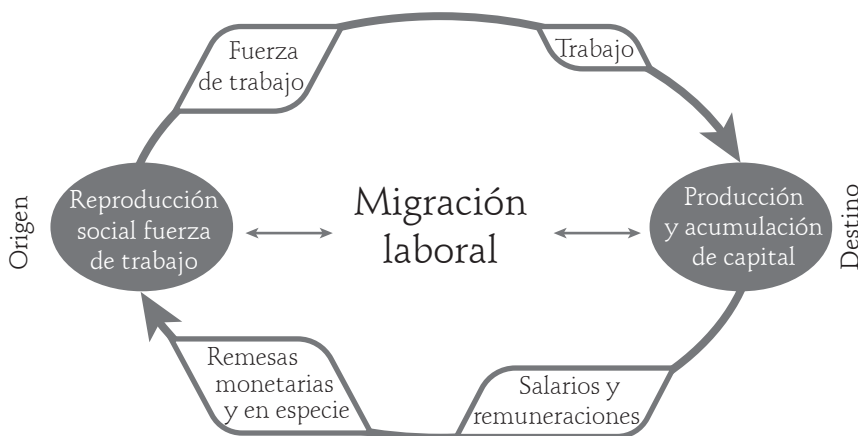 Fuerza
de trabajo
Trabajo
Origen
Reproducción
social fuerza
de trabajo
Migración
laboral
Producción
y acumulación
de capital
Destino
Remesas
monetarias
y en especie
Salarios y
remuneraciones